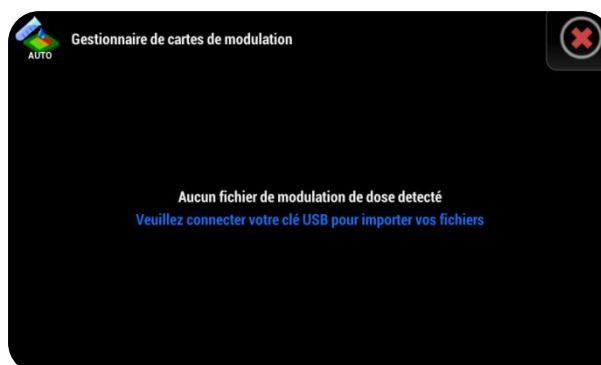 Gestionnaire de cartes de modulation
AUTO
Aucun fichier de modulation de dose detecté
Veuillez connecter votre clé USB pour importer vos fichiers